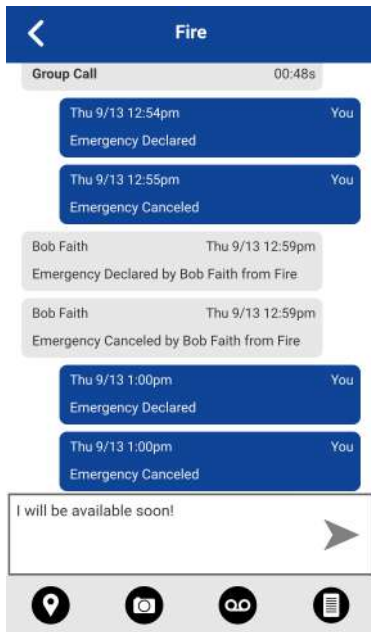 Fire
Group Call 00:48s
Thu 9/13 12:54pm You
Emergency Declared
Thu 9/13 12:55pm You
Emergency Canceled
Bob Faith Thu 9/13 12:59pm
Emergency Declared by Bob Faith from Fire
Bob Faith Thu 9/13 12:59pm
Emergency Canceled by Bob Faith from Fire
Thu 9/13 1:00pm You
Emergency Declared
Thu 9/13 1:00pm You
Emergency Canceled
I will be available soon!